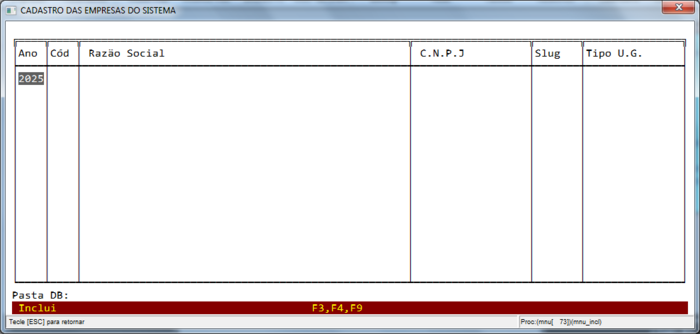 CADASTRO DAS EMPRESAS DO SISTEMA
Ano Cód Razäo Social C.N.P.J Slug Tipo U.G.
2025
Pasta DB:
Inclui F3,F4,F9
Tecle [ESC] para retornar Proc:(mnu[ 73])(mnu_incl)